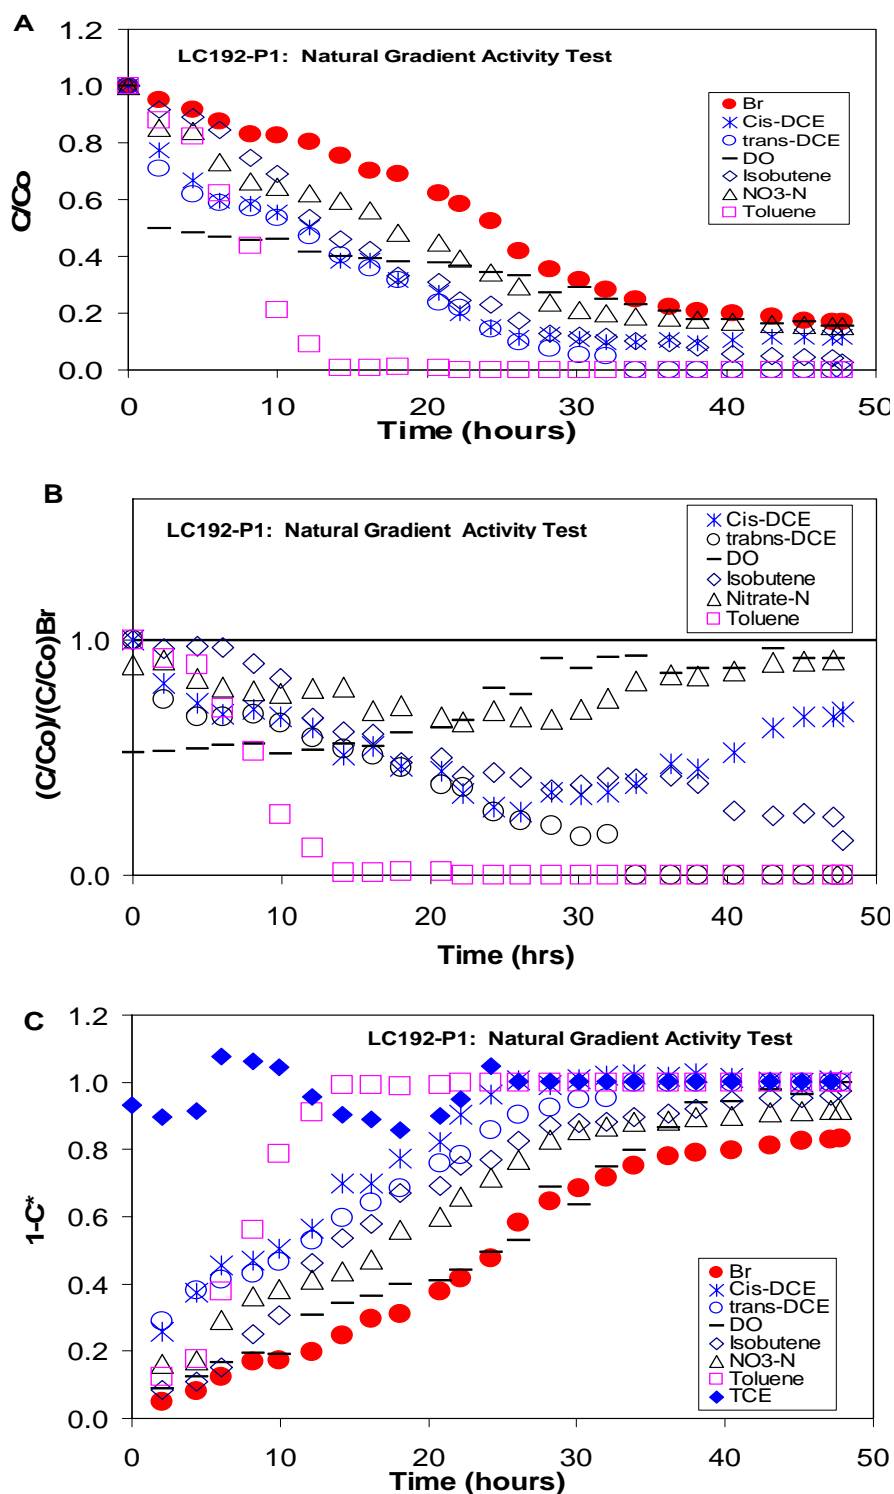 A
LC192-P1: Natural Gradient Activity Test
1.2
1.0
0.8
0.6
0.4
0.2
0.0
C/Co
Br
Cis-DCE
trans-DCE
DO
Isobutene
NO3-N
Toluene
0 10 20 30 40 50
Time (hours)
B
LC192-P1: Natural Gradient Activity Test
1.0
0.0
(C/Co)/(C/Co)Br
Cis-DCE
trabns-DCE
DO
Isobutene
Nitrate-N
Toluene
0 10 20 30 40 50
Time (hrs)
C
LC192-P1: Natural Gradient Activity Test
1.2
1.0
0.8
0.6
0.4
0.2
0.0
1-C*
Br
Cis-DCE
trans-DCE
DO
Isobutene
NO3-N
Toluene
TCE
0 10 20 30 40 50
Time (hours)